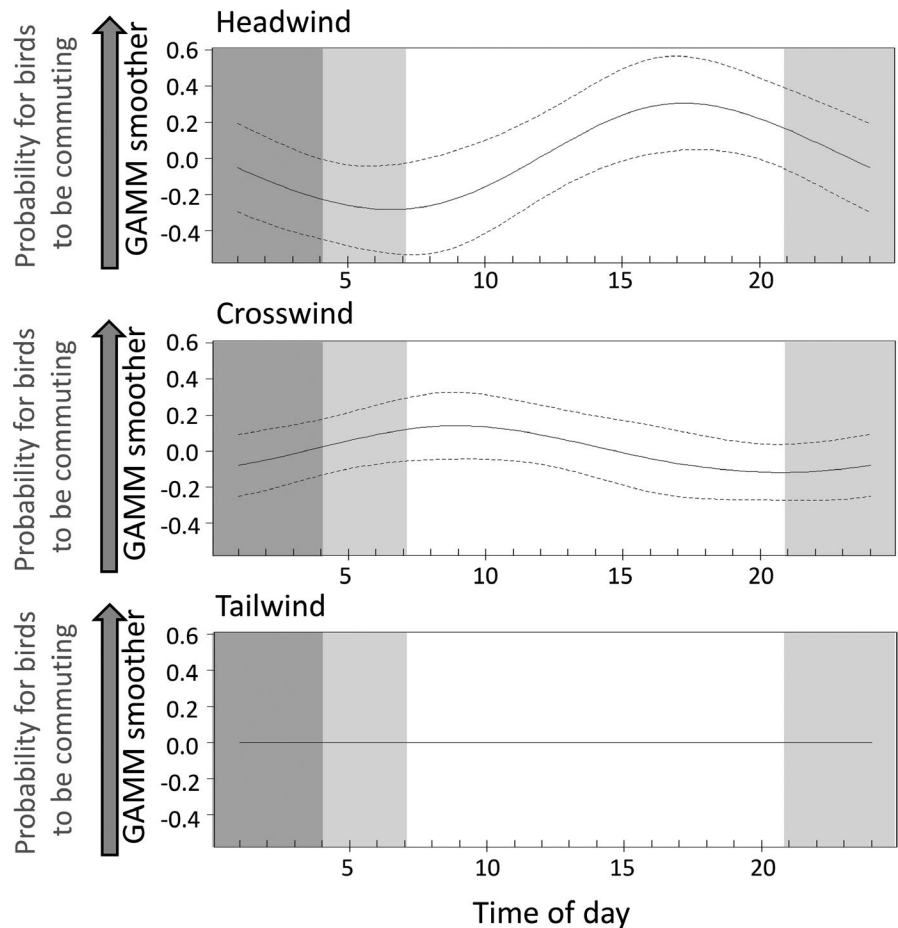 Headwind
Probability for birds
to be commuting
GAMM smoother
0.6
0.4
0.2
0.0
-0.2
-0.4
5 10 15 20
Crosswind
Probability for birds
to be commuting
GAMM smoother
0.6
0.4
0.2
0.0
-0.2
-0.4
5 10 15 20
Tailwind
Probability for birds
to be commuting
GAMM smoother
0.6
0.4
0.2
0.0
-0.2
-0.4
5 10 15 20
Time of day